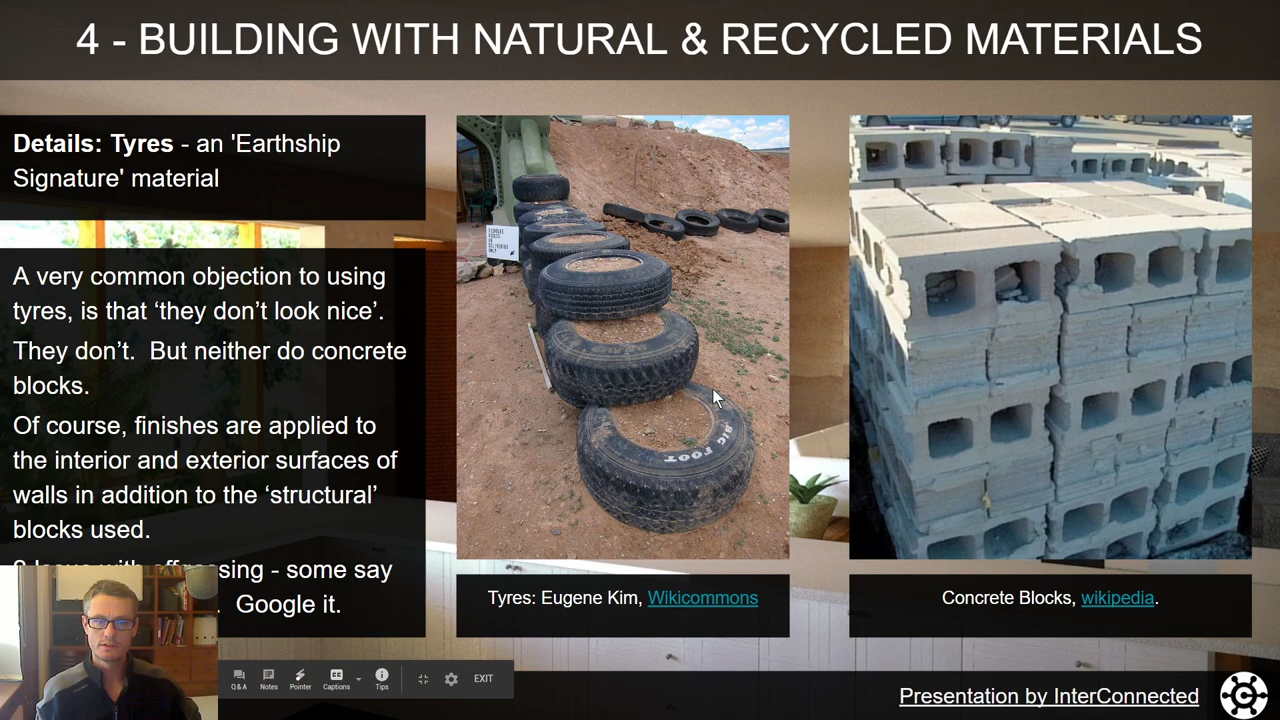 4 - BUILDING WITH NATURAL & RECYCLED MATERIALS
Details: Tyres - an 'Earthship
Signature' material
A very common objection to using
tyres, is that ‘they don’t look nice’.
They don’t. But neither do concrete
blocks.
Of course, finishes are applied to
the interior and exterior surfaces of
walls in addition to the ‘structural’
blocks used.
- some say
. Google it.
BIG FOOT
Tyres: Eugene Kim, Wikicommons
Concrete Blocks, wikipedia.
Q & A Notes Pointer Captions Tips EXIT
Presentation by InterConnected